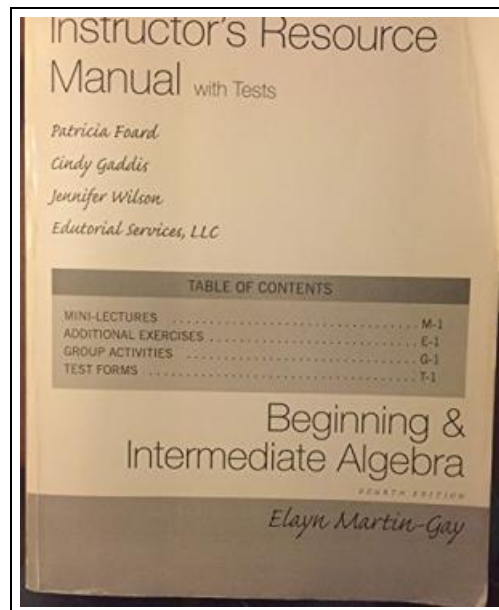 Instructor's Resource
Manual with Tests
Patricia Foard
Cindy Gaddis
Jennifer Wilson
Edutorial Services, LLC
TABLE OF CONTENTS
MINI-LECTURES . . . . . . . . . . . . . . . . . . . . . . . . . . . . . . M-1
ADDITIONAL EXERCISES . . . . . . . . . . . . . . . . . . . . . . . . . E-1
GROUP ACTIVITIES . . . . . . . . . . . . . . . . . . . . . . . . . . . . G-1
TEST FORMS . . . . . . . . . . . . . . . . . . . . . . . . . . . . . . . . T-1
Beginning &
Intermediate Algebra
FOURTH EDITION
Elayn Martin-Gay